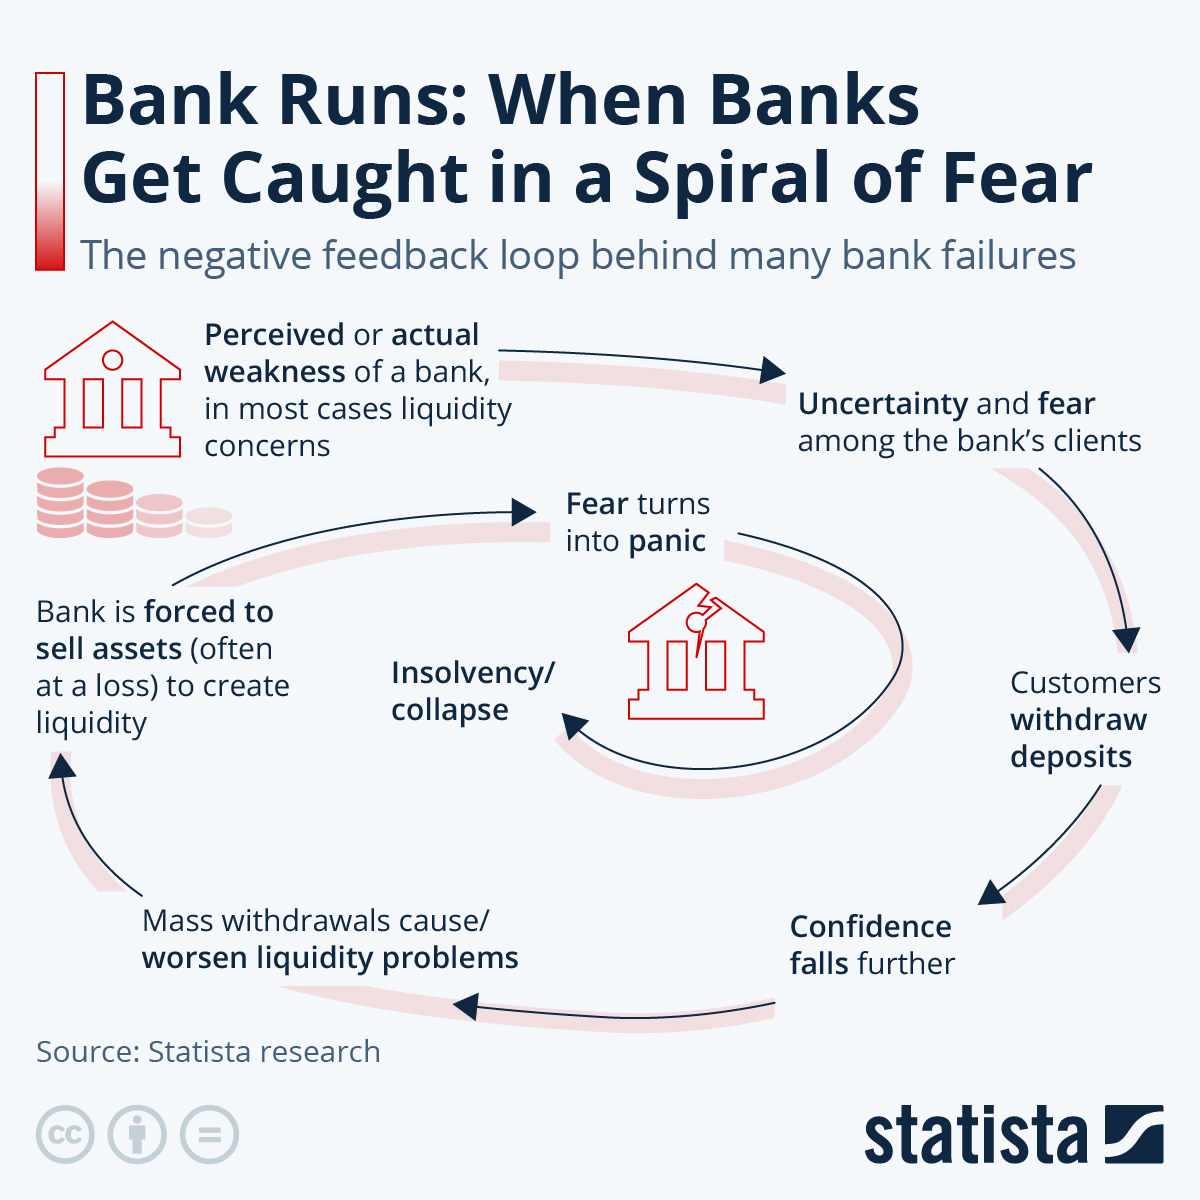 Bank Runs: When Banks
Get Caught in a Spiral of Fear
The negative feedback loop behind many bank failures
Perceived or actual
weakness of a bank,
in most cases liquidity
concerns
Uncertainty and fear
among the bank’s clients
Customers
withdraw
deposits
Confidence
falls further
Mass withdrawals cause/
worsen liquidity problems
Bank is forced to
sell assets (often
at a loss) to create
liquidity
Fear turns
into panic
Insolvency/
collapse
Source: Statista research
cc
statista